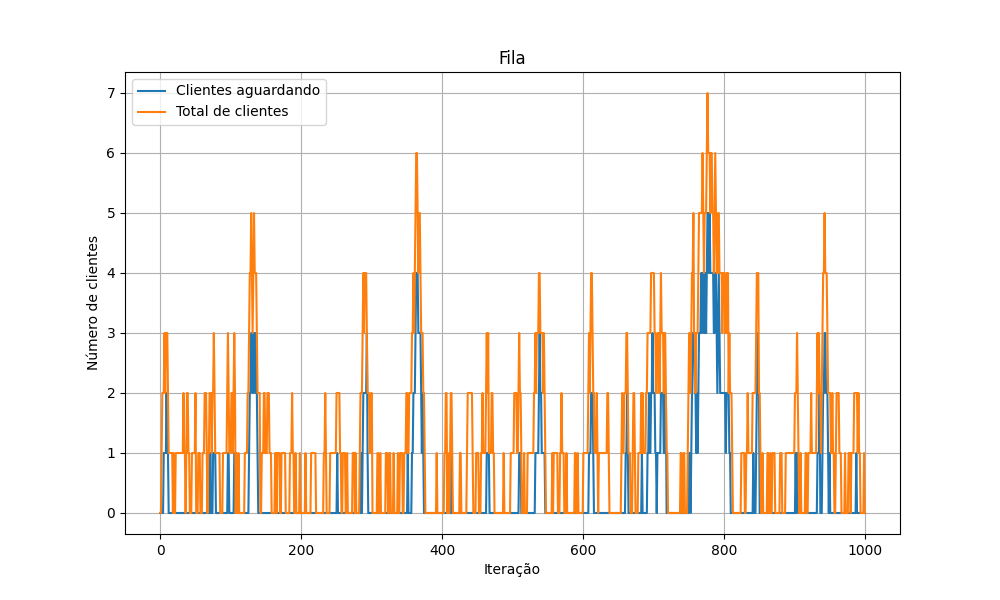 Fila
Clientes aguardando
Total de clientes
Número de clientes
7
6
5
4
3
2
1
0
0 200 400 600 800 1000
Iteração